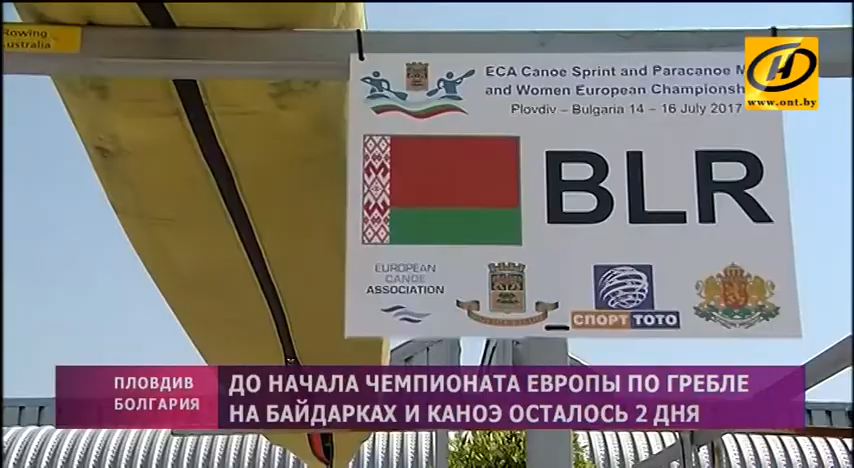 Rowing
Australia
ECA Canoe Sprint and Paracanoe
and Women European
Plovdiv – Bulgaria 14 – 16 July 2017
www.ont.by
BLR
EUROPEAN
CANOE
ASSOCIATION
СПОРТ ТОТО
ПЛОВДИВ
БОЛГАРИЯ
ДО НАЧАЛА ЧЕМПИОНАТА ЕВРОПЫ ПО ГРЕБЛЕ
НА БАЙДАРКАХ И КАНОЭ ОСТАЛОСЬ 2 ДНЯ